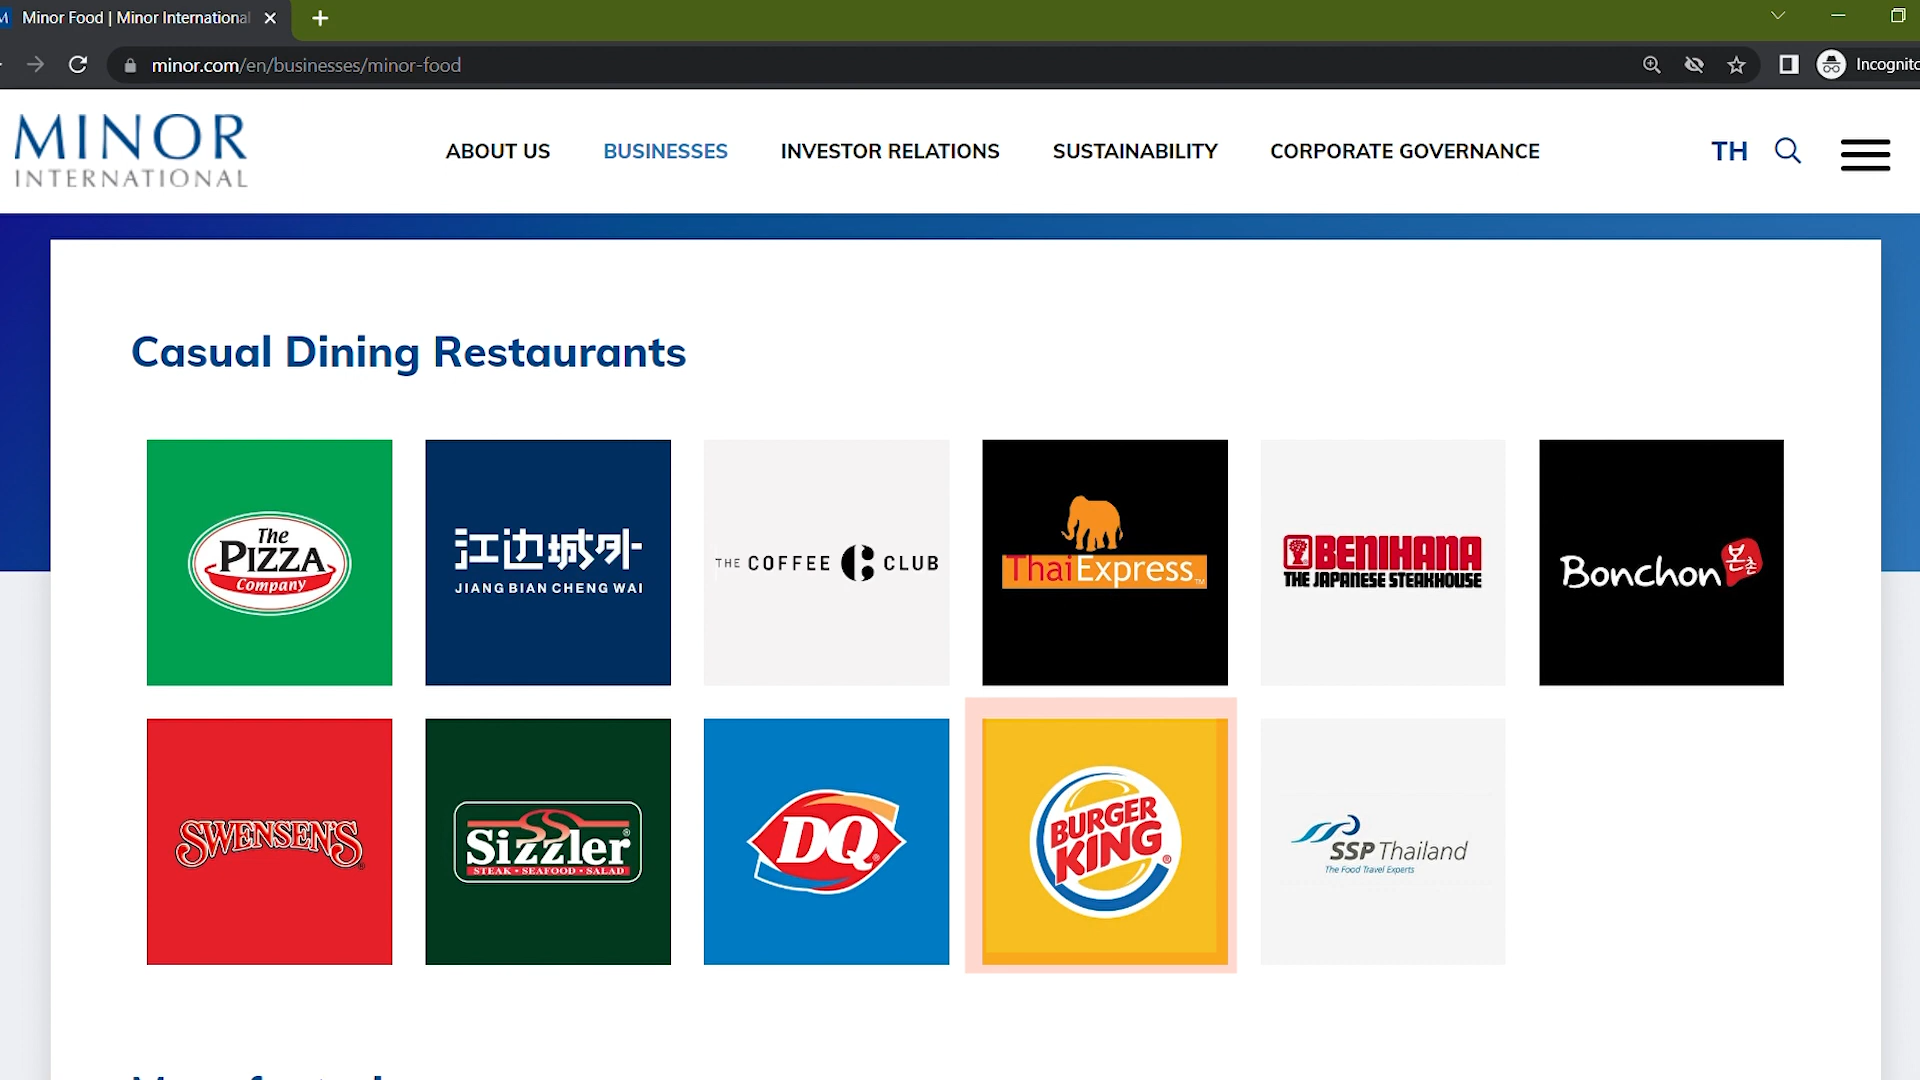 Minor Food | Minor International
minor.com/en/businesses/minor-food
Incognito
MINOR
INTERNATIONAL
ABOUT US
BUSINESSES
INVESTOR RELATIONS
SUSTAINABILITY
CORPORATE GOVERNANCE
TH
Casual Dining Restaurants
The
PIZZA
Company
江边城外
JIANG BIAN CHENG WAI
THE COFFEE CLUB
ThaiExpress™
BENIHANA
THE JAPANESE STEAKHOUSE
Bonchon 본촌
SWENSEN'S®
Sizzler®
STEAK • SEAFOOD • SALAD
DQ®
BURGER
KING®
SSP Thailand
The Food Travel Experts